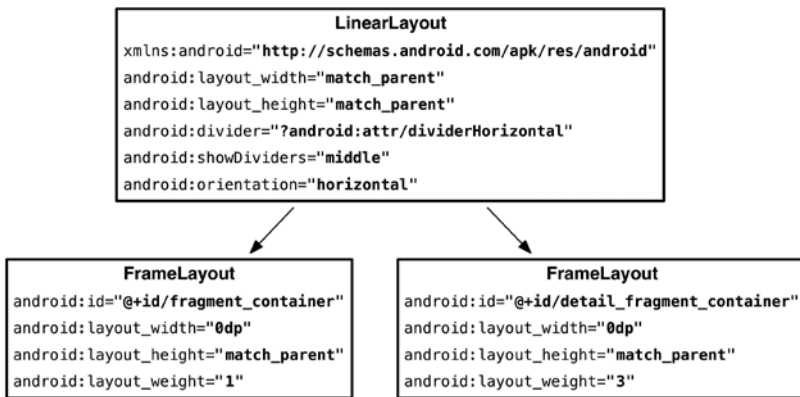 LinearLayout
xmlns:android="http://schemas.android.com/apk/res/android"
android:layout_width="match_parent"
android:layout_height="match_parent"
android:divider="?android:attr/dividerHorizontal"
android:showDividers="middle"
android:orientation="horizontal"
FrameLayout
android:id="@+id/fragment_container"
android:layout_width="0dp"
android:layout_height="match_parent"
android:layout_weight="1"
FrameLayout
android:id="@+id/detail_fragment_container"
android:layout_width="0dp"
android:layout_height="match_parent"
android:layout_weight="3"